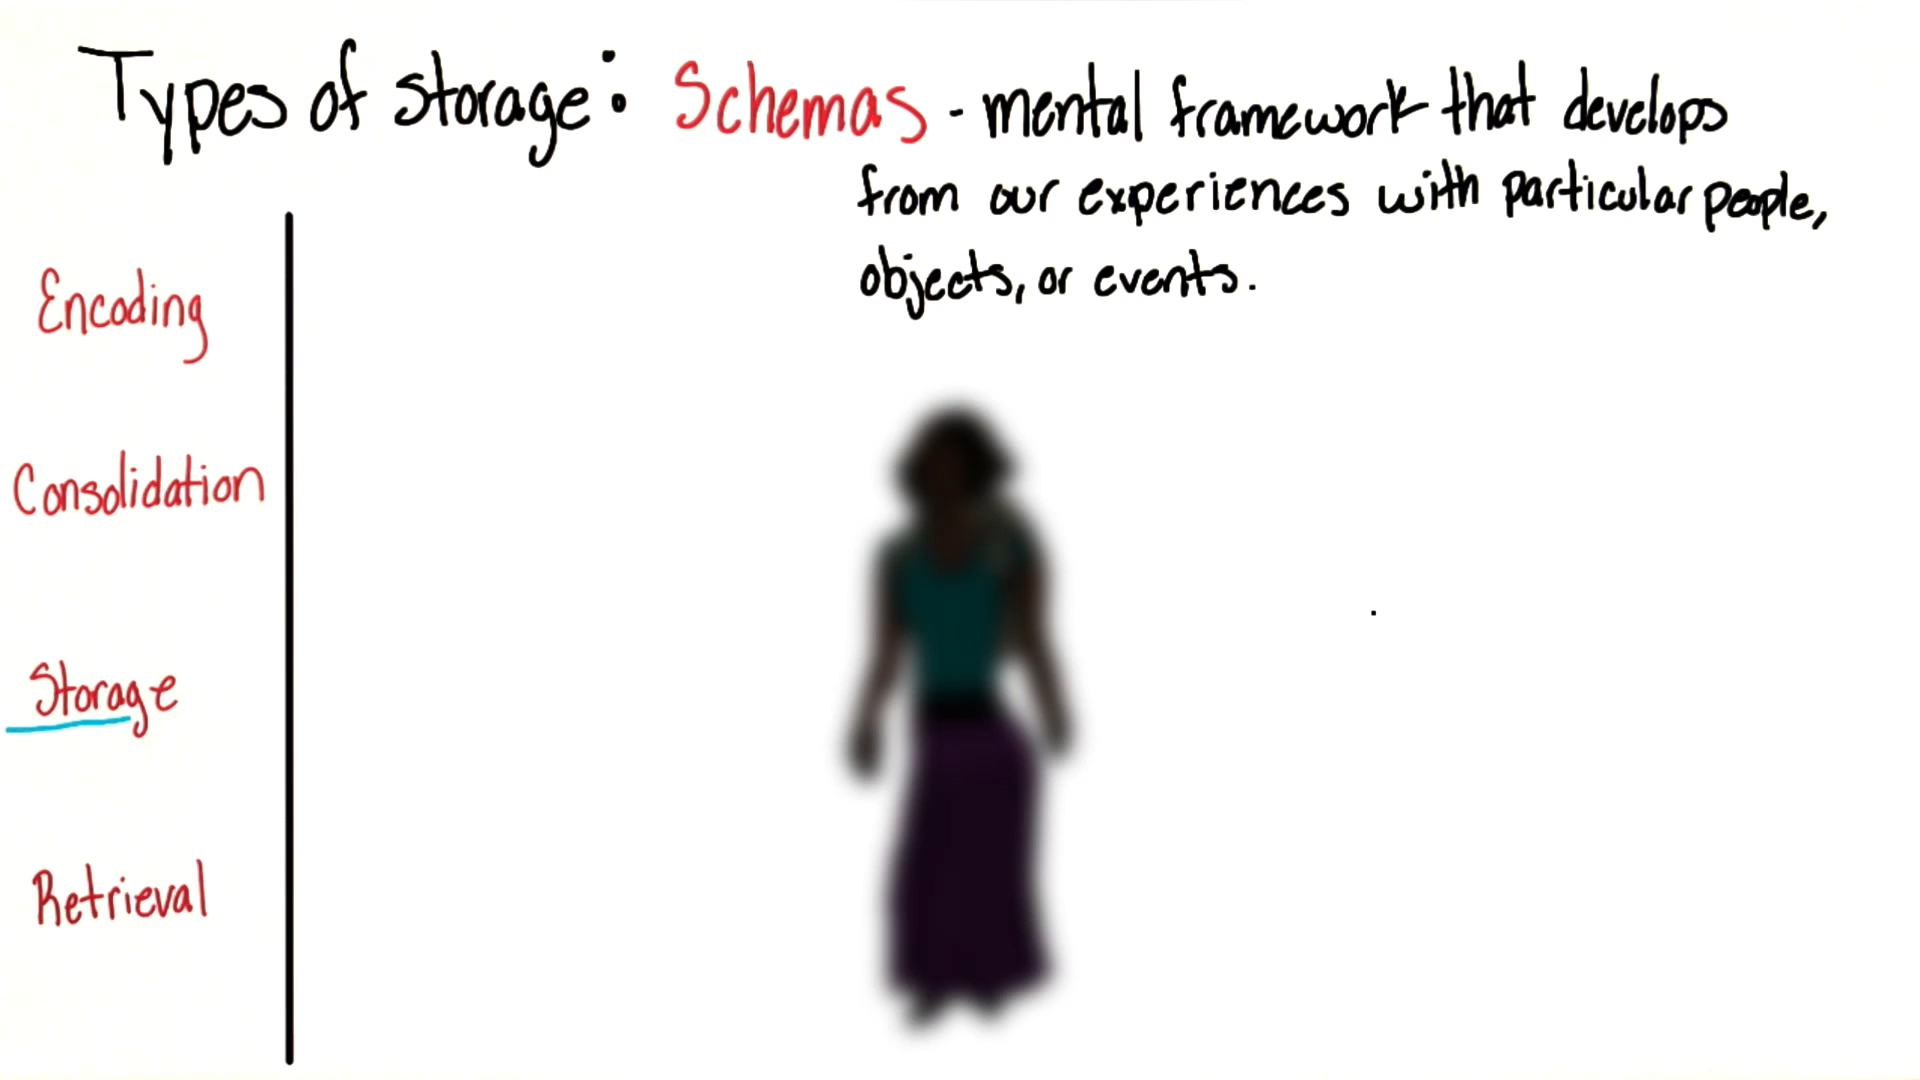 Types of storage: Schemas - mental framework that develops
from our experiences with particular people,
objects, or events.
Encoding
Consolidation
Storage
Retrieval